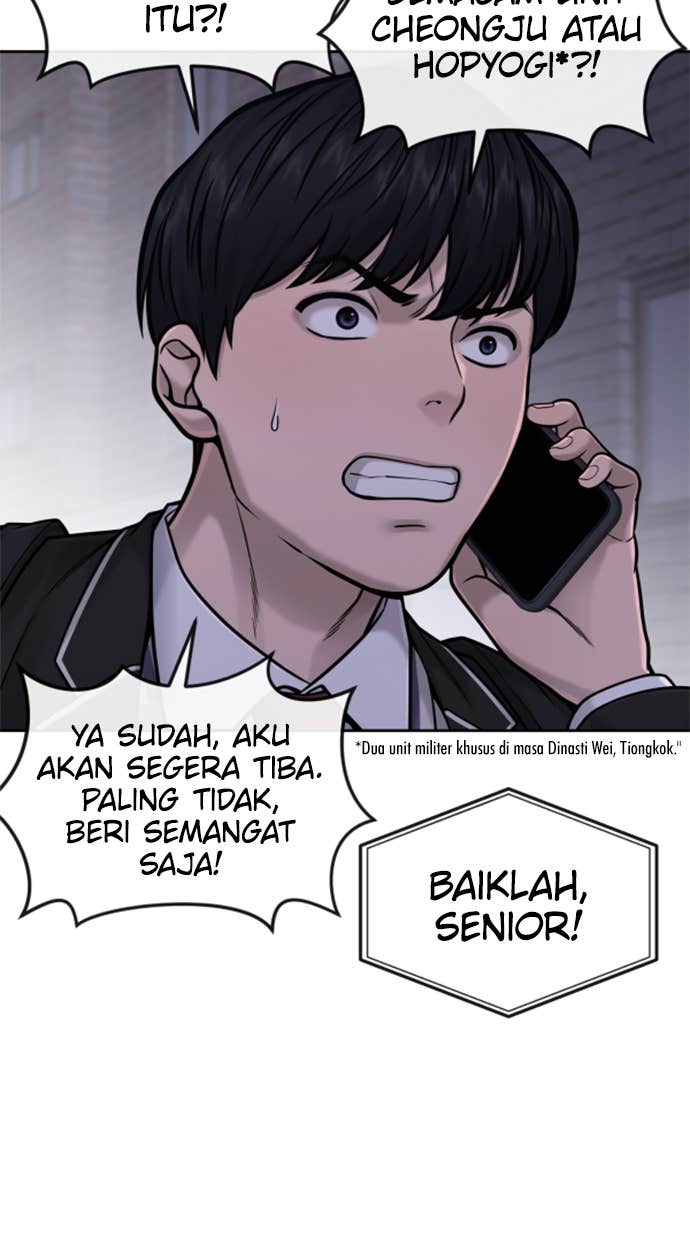 ITU?!
CHEONGJU ATAU
HOPYOGI*?!
YA SUDAH, AKU
AKAN SEGERA TIBA.
PALING TIDAK,
BERI SEMANGAT
SAJA!
*Dua unit militer khusus di masa Dinasti Wei, Tiongkok."
BAIKLAH,
SENIOR!